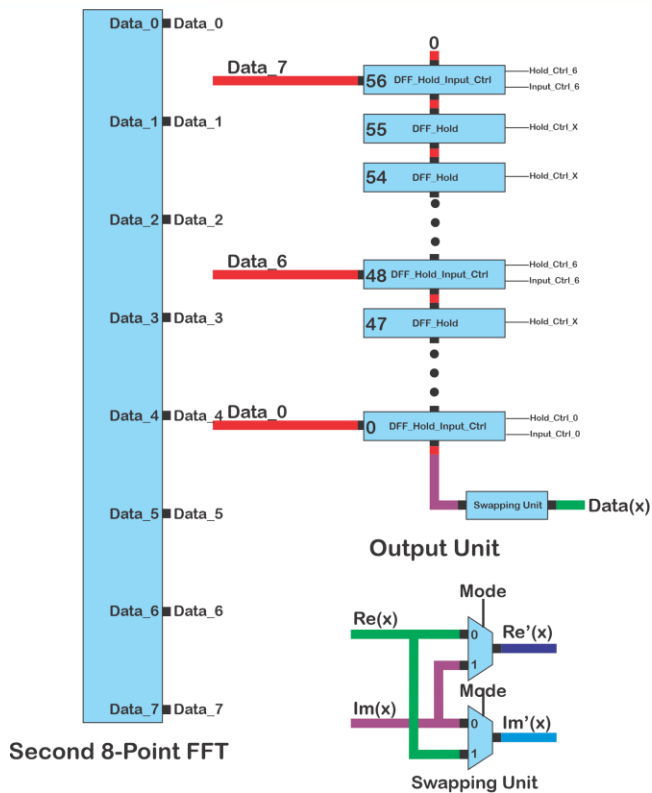 Data_0 Data_0
Data_1 Data_1
Data_2 Data_2
Data_3 Data_3
Data_4 Data_4
Data_5 Data_5
Data_6 Data_6
Data_7 Data_7
Second 8-Point FFT
0
Data_7
56 DFF_Hold_Input_Ctrl
Hold_Ctrl_6
Input_Ctrl_6
55 DFF_Hold
Hold_Ctrl_X
54 DFF_Hold
Hold_Ctrl_X
Data_6
48 DFF_Hold_Input_Ctrl
Hold_Ctrl_6
Input_Ctrl_6
47 DFF_Hold
Hold_Ctrl_X
Data_0
0 DFF_Hold_Input_Ctrl
Hold_Ctrl_0
Input_Ctrl_0
Swapping Unit
Data(x)
Output Unit
Mode
Re(x)
0
Re’(x)
1
Mode
Im(x)
0
Im’(x)
1
Swapping Unit